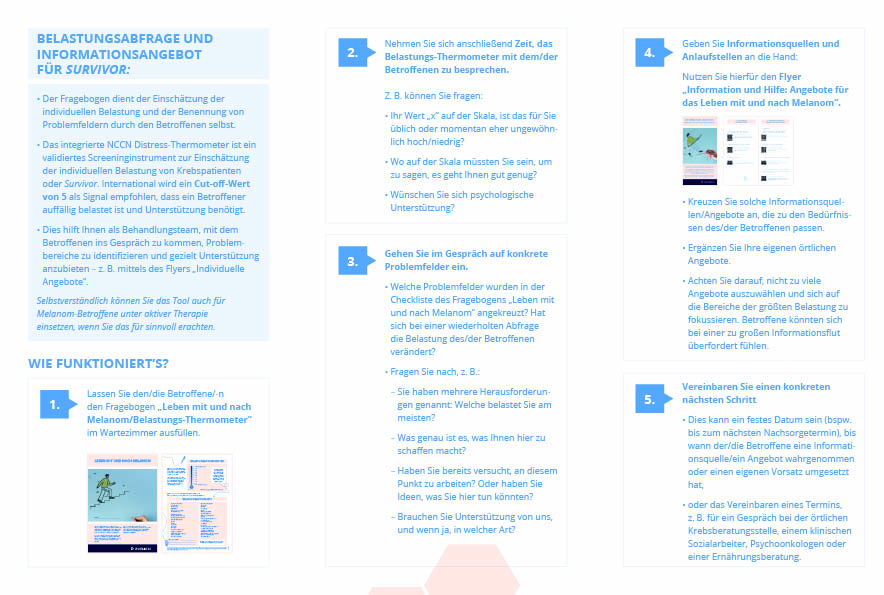 BELASTUNGSABFRAGE UND
INFORMATIONSANGEBOT
FÜR SURVIVOR:
• Der Fragebogen dient der Einschätzung der
individuellen Belastung und der Benennung von
Problemfeldern durch den Betroffenen selbst.
• Das integrierte NCCN Distress-Thermometer ist ein
validiertes Screeninginstrument zur Einschätzung
der individuellen Belastung von Krebspatienten
oder Survivor. International wird ein Cut-off-Wert
von 5 als Signal empfohlen, dass ein Betroffener
auffällig belastet ist und Unterstützung benötigt.
• Dies hilft Ihnen als Behandlungsteam, mit dem
Betroffenen ins Gespräch zu kommen, Problem-
bereiche zu identifizieren und gezielt Unterstützung
anzubieten – z. B. mittels des Flyers „Individuelle
Angebote".
Selbstverständlich können Sie das Tool auch für
Melanom-Betroffene unter aktiver Therapie
einsetzen, wenn Sie das für sinnvoll erachten.
WIE FUNKTIONIERT'S?
1.
Lassen Sie den/die Betroffene/·n
den Fragebogen „Leben mit und nach
Melanom/Belastungs-Thermometer"
im Wartezimmer ausfüllen.
2.
Nehmen Sie sich anschließend Zeit, das
Belastungs-Thermometer mit dem/der
Betroffenen zu besprechen.
Z. B. können Sie fragen:
• Ihr Wert „x" auf der Skala, ist das für Sie
üblich oder momentan eher ungewöhn-
lich hoch/niedrig?
• Wo auf der Skala müssten Sie sein, um
zu sagen, es geht Ihnen gut genug?
• Wünschen Sie sich psychologische
Unterstützung?
3.
Gehen Sie im Gespräch auf konkrete
Problemfelder ein.
• Welche Problemfelder wurden in der
Checkliste des Fragebogens „Leben mit
und nach Melanom" angekreuzt? Hat
sich bei einer wiederholten Abfrage
die Belastung des/der Betroffenen
verändert?
• Fragen Sie nach, z. B.:
– Sie haben mehrere Herausforderun-
gen genannt: Welche belastet Sie am
meisten?
– Was genau ist es, was Ihnen hier zu
schaffen macht?
– Haben Sie bereits versucht, an diesem
Punkt zu arbeiten? Oder haben Sie
Ideen, was Sie hier tun könnten?
– Brauchen Sie Unterstützung von uns,
und wenn ja, in welcher Art?
4.
Geben Sie Informationsquellen und
Anlaufstellen an die Hand:
Nutzen Sie hierfür den Flyer
„Information und Hilfe: Angebote für
das Leben mit und nach Melanom".
• Kreuzen Sie solche Informationsquel-
len/Angebote an, die zu den Bedürfnis-
sen des/der Betroffenen passen.
• Ergänzen Sie Ihre eigenen örtlichen
Angebote.
• Achten Sie darauf, nicht zu viele
Angebote auszuwählen und sich auf
die Bereiche der größten Belastung zu
fokussieren. Betroffene könnten sich
bei einer zu großen Informationsflut
überfordert fühlen.
5.
Vereinbaren Sie einen konkreten
nächsten Schritt
• Dies kann ein festes Datum sein (bspw.
bis zum nächsten Nachsorgetermin), bis
wann der/die Betroffene eine Informati-
onsquelle/ein Angebot wahrgenommen
oder einen eigenen Vorsatz umgesetzt
hat,
• oder das Vereinbaren eines Termins,
z. B. für ein Gespräch bei der örtlichen
Krebsberatungsstelle, einem klinischen
Sozialarbeiter, Psychoonkologen oder
einer Ernährungsberatung.